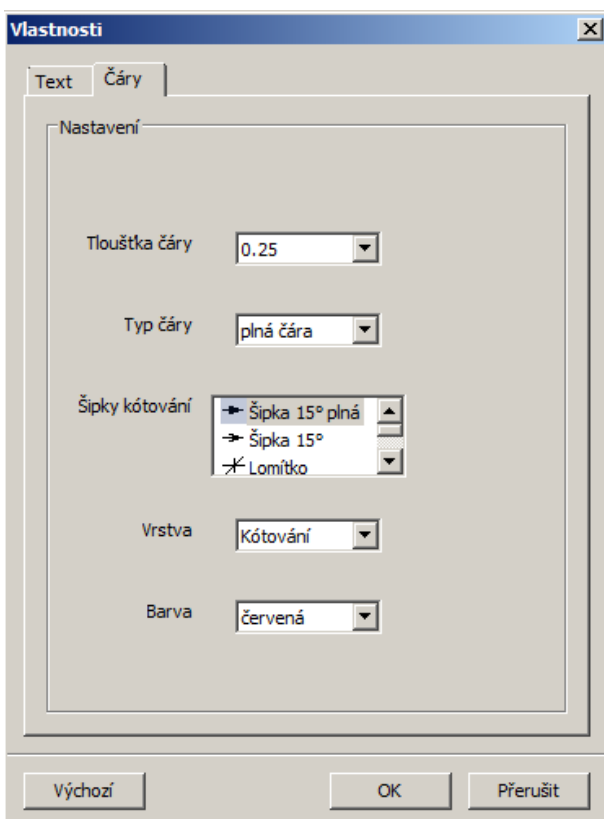 Vlastnosti
Text Čáry
Nastavení
Tloušťka čáry 0.25
Typ čáry plná čára
Šipky kótování Šipka 15° plná
Šipka 15°
Lomítko
Vrstva Kótování
Barva červená
Výchozí OK Přerušit